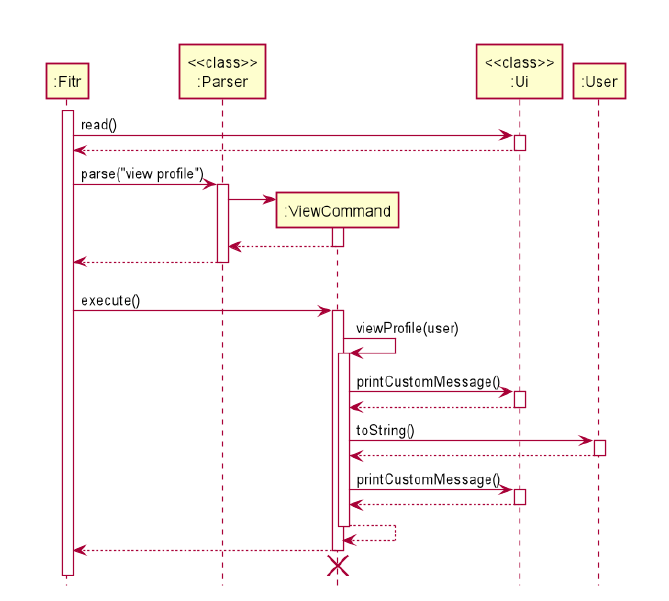 <<class>>
<<class>>
:Fitr
:Parser
:Ui
:User
read()
parse("view profile")
:ViewCommand
execute()
viewProfile(user)
printCustomMessage()
toString()
printCustomMessage()